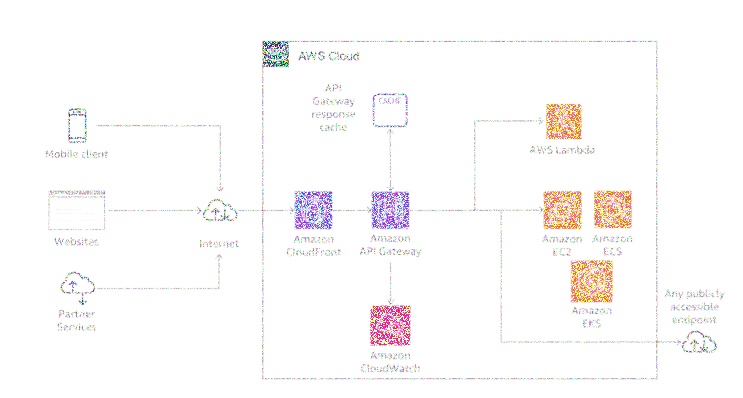 AWS Cloud
API
Gateway
response
cache
CACHE
Mobile client
AWS Lambda
Websites
Internet
Amazon
CloudFront
Amazon
API Gateway
Amazon
EC2
Amazon
ECS
Partner
Services
Amazon
EKS
Any publicly
accessible
endpoint
Amazon
CloudWatch